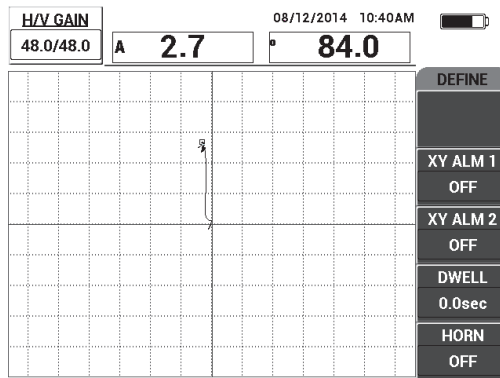 H/V GAIN
48.0/48.0
A 2.7
08/12/2014 10:40AM
° 84.0
DEFINE
XY ALM 1
OFF
XY ALM 2
OFF
DWELL
0.0sec
HORN
OFF